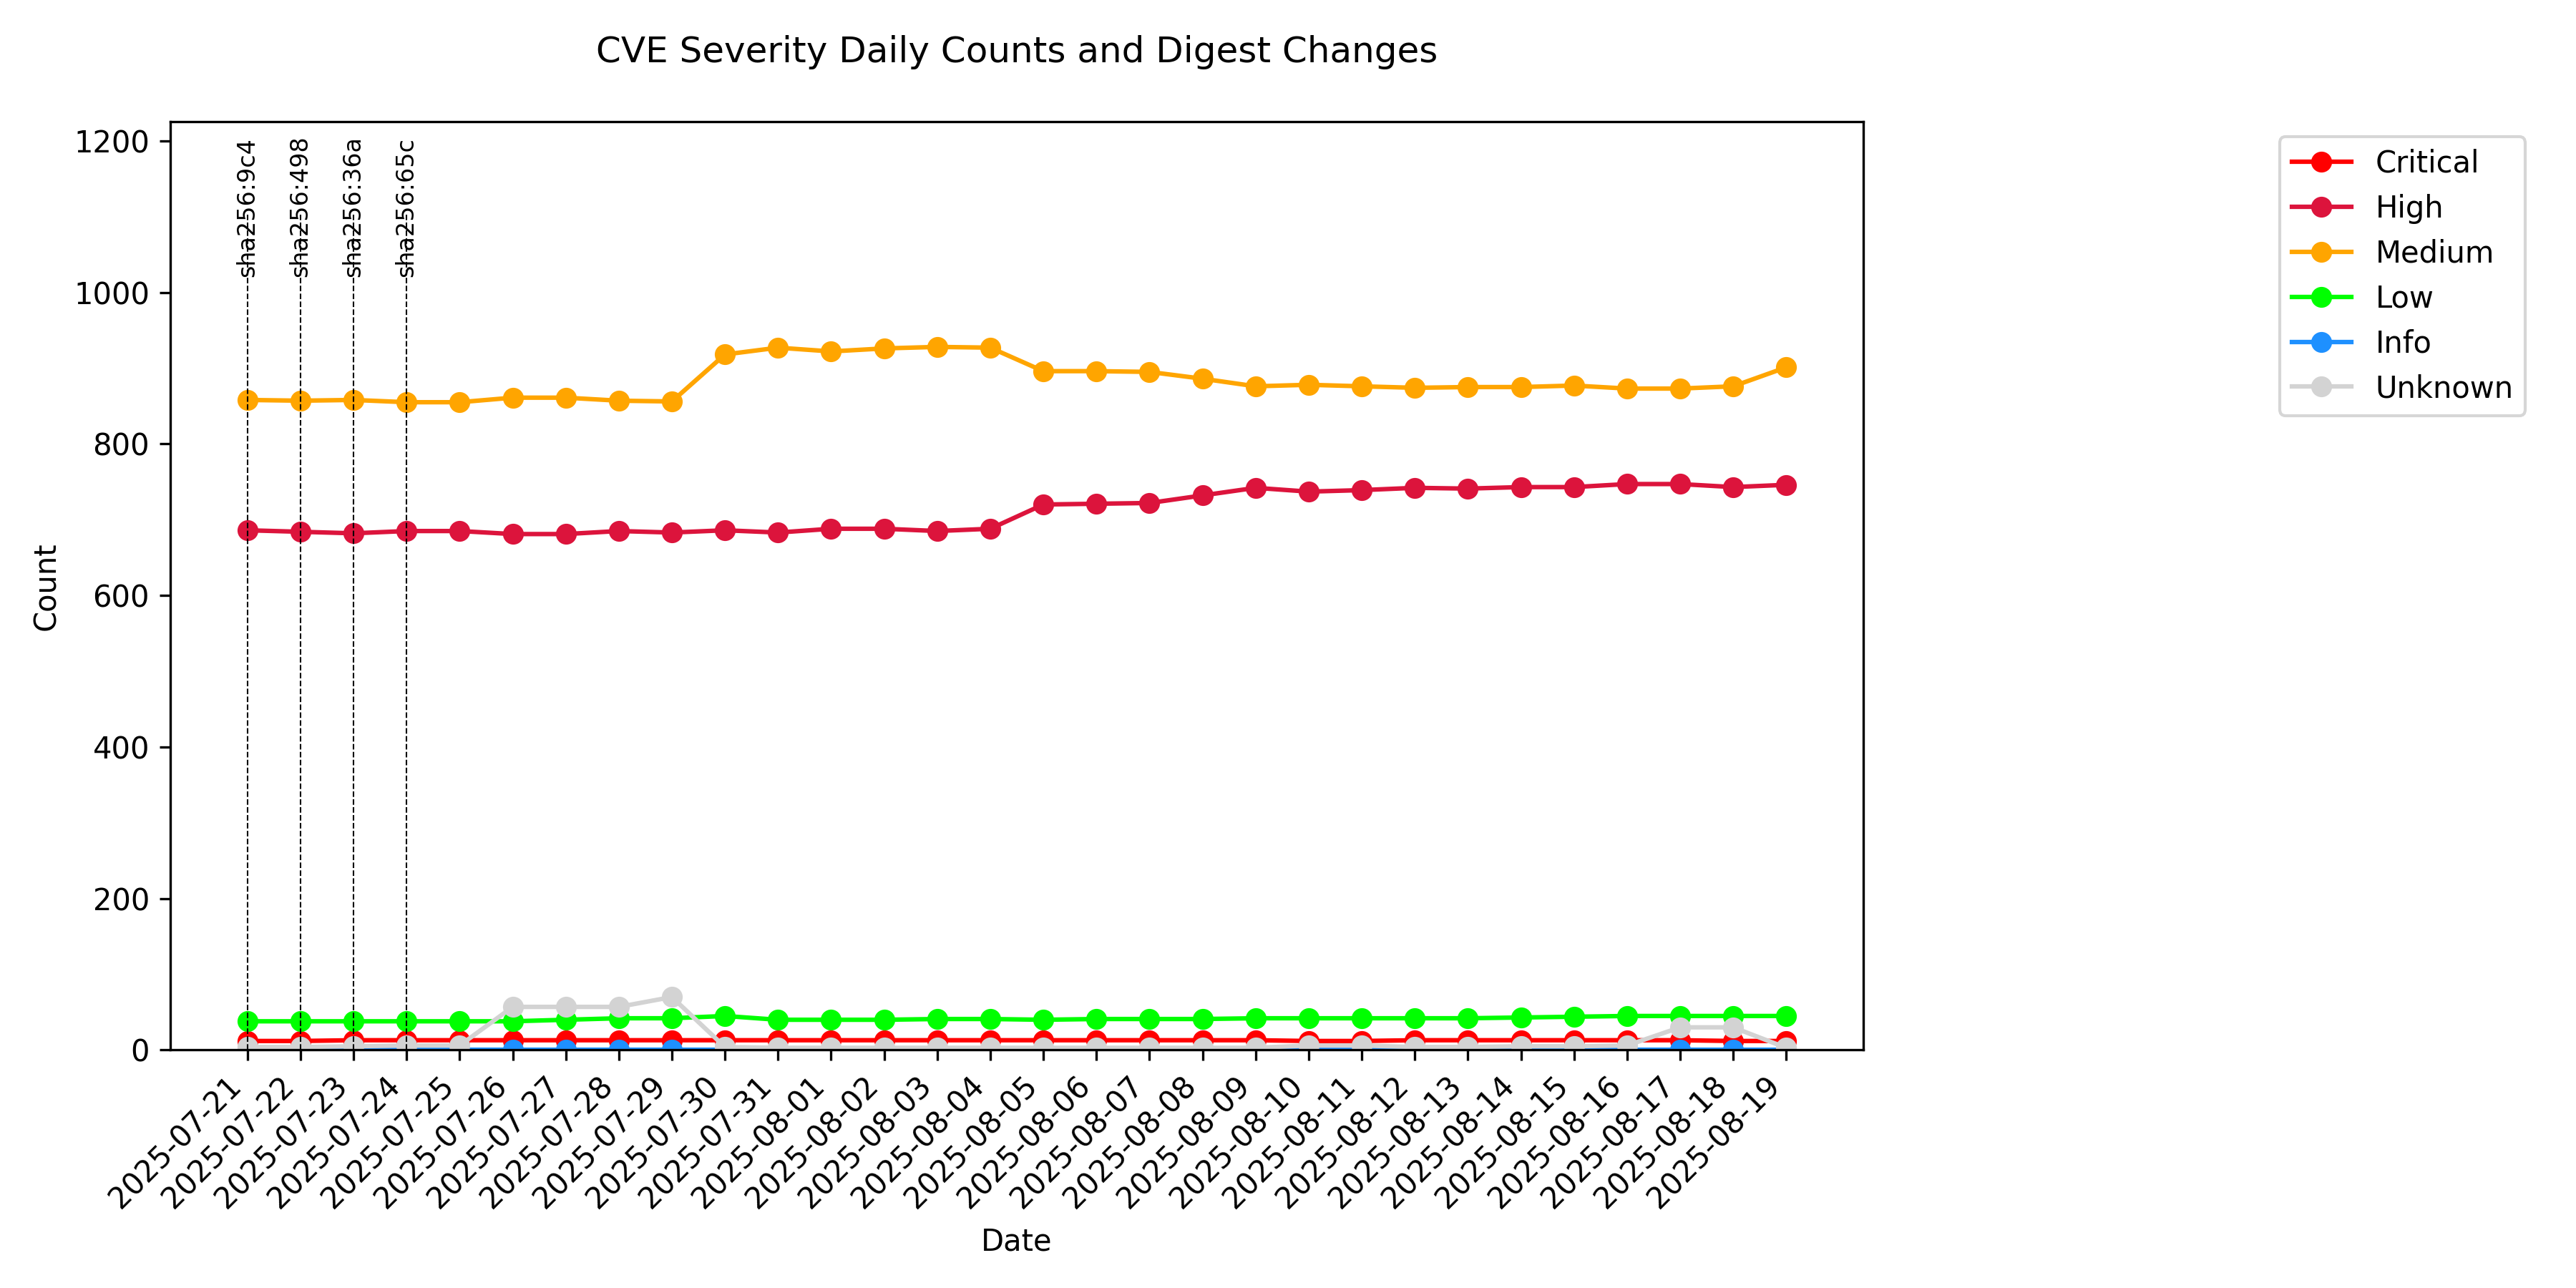 CVE Severity Daily Counts and Digest Changes
1200
1000
800
600
400
200
0
Count
sha256:9c4
sha256:498
sha256:36a
sha256:65c
2025-07-21
2025-07-22
2025-07-23
2025-07-24
2025-07-25
2025-07-26
2025-07-27
2025-07-28
2025-07-29
2025-07-30
2025-07-31
2025-08-01
2025-08-02
2025-08-03
2025-08-04
2025-08-05
2025-08-06
2025-08-07
2025-08-08
2025-08-09
2025-08-10
2025-08-11
2025-08-12
2025-08-13
2025-08-14
2025-08-15
2025-08-16
2025-08-17
2025-08-18
2025-08-19
Date
Critical
High
Medium
Low
Info
Unknown